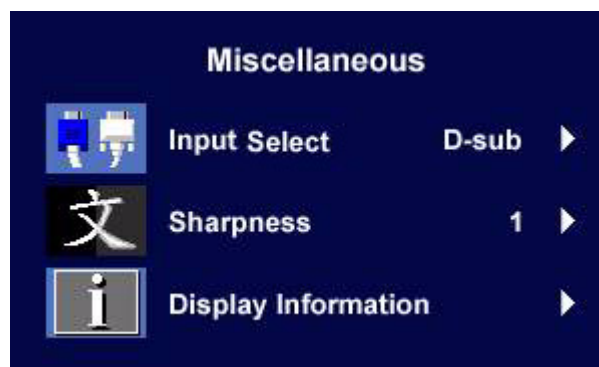 Miscellaneous
Input Select D-sub
文 Sharpness 1
i Display Information